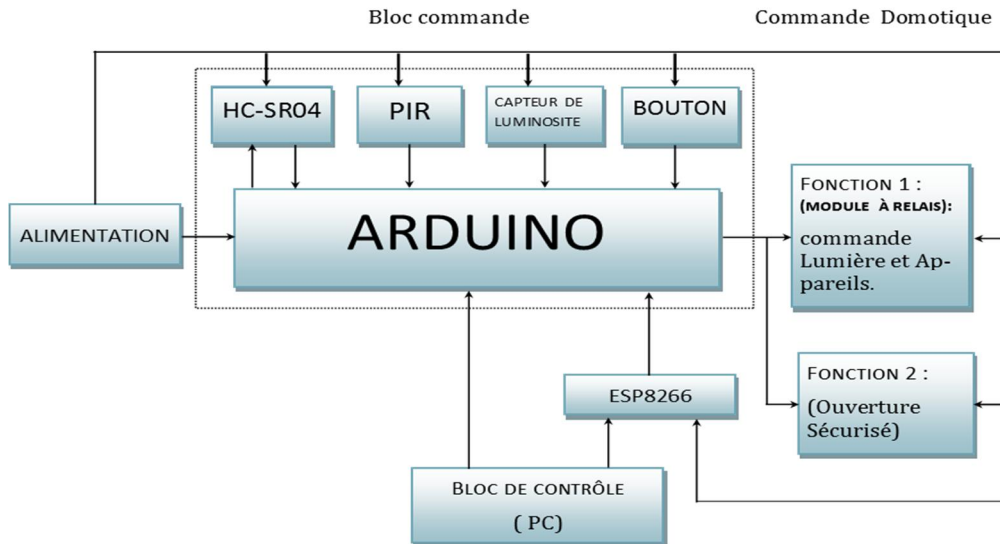 Bloc commande
Commande Domotique
HC-SR04
PIR
CAPTEUR DE
LUMINOSITE
BOUTON
ALIMENTATION
ARDUINO
FONCTION 1 :
(MODULE À RELAIS):
commande
Lumière et Ap-
pareils.
FONCTION 2 :
(Ouverture
Sécurisé)
ESP8266
BLOC DE CONTRÔLE
( PC)